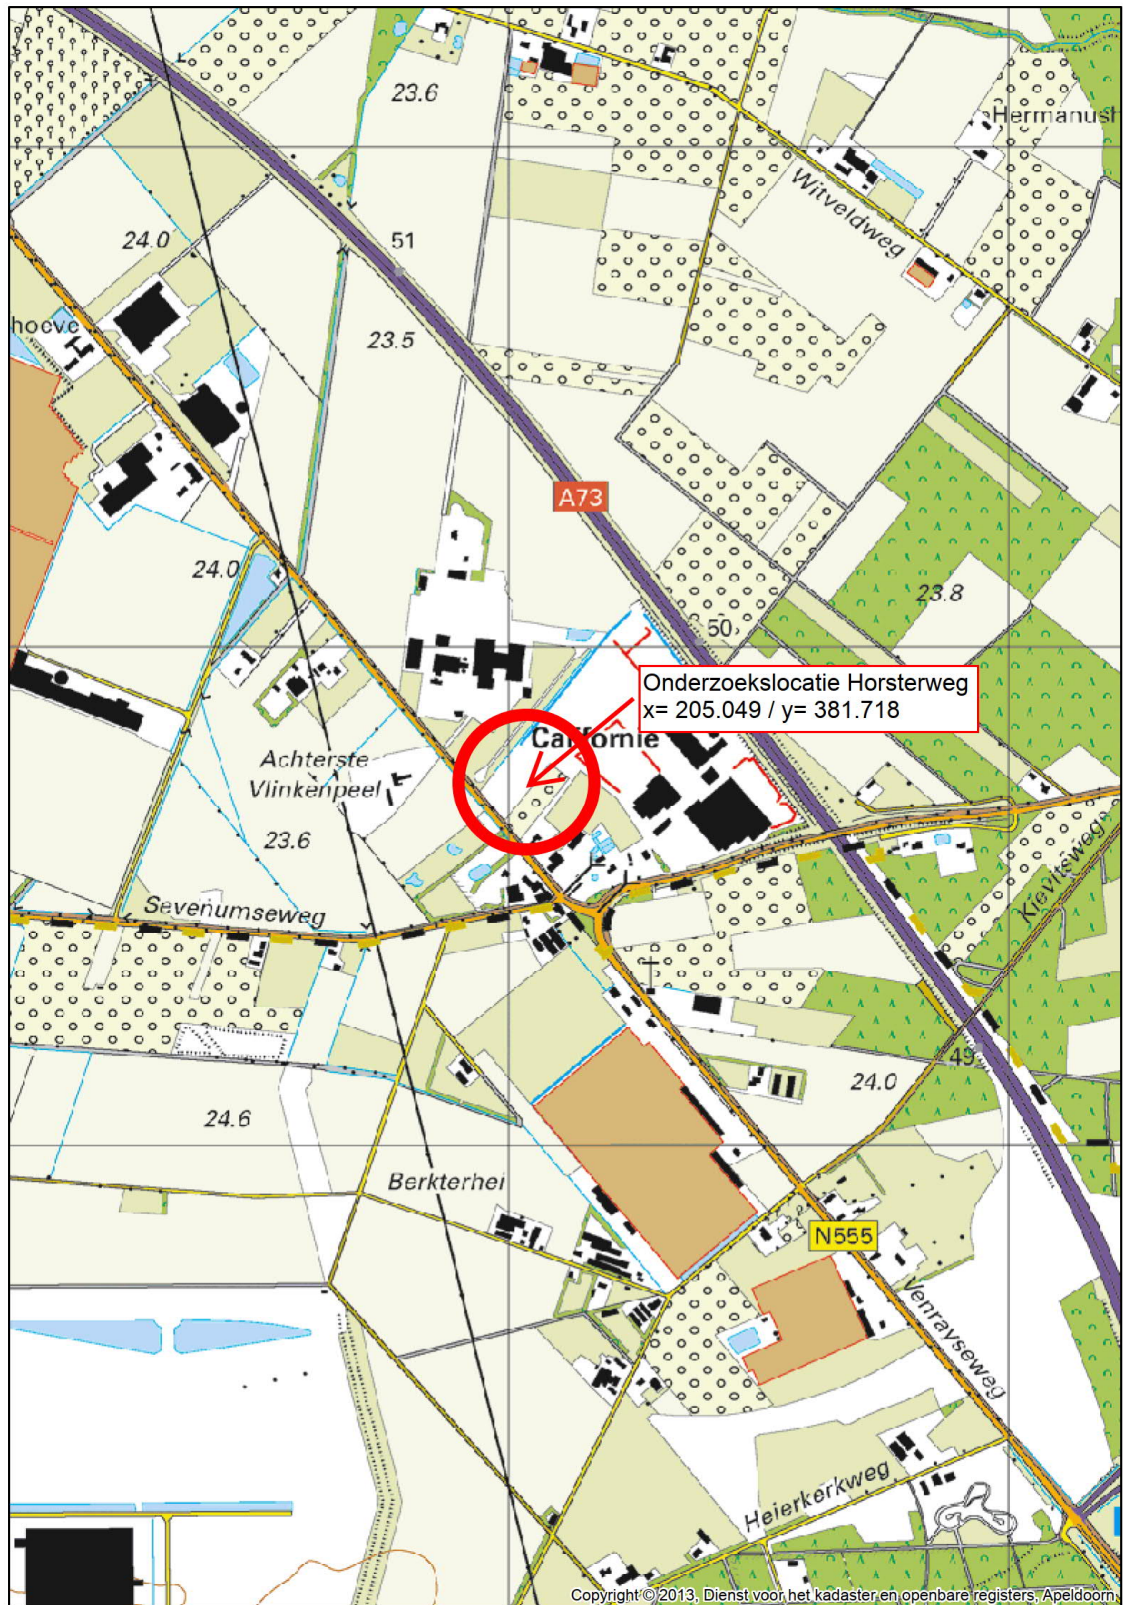 23.6
Hermanush
Witveldweg
24.0
51
hoeve
23.5
A73
24.0
23.8
50
Onderzoekslocatie Horsterweg
x= 205.049 / y= 381.718
Californie
Achterste
Vlinkenpeel
23.6
Sevenumseweg
Kievitsweg
49
24.0
24.6
Berkterhei
N555
Venrayseweg
Heierkerkweg
Copyright © 2013, Dienst voor het kadaster en openbare registers, Apeldoorn